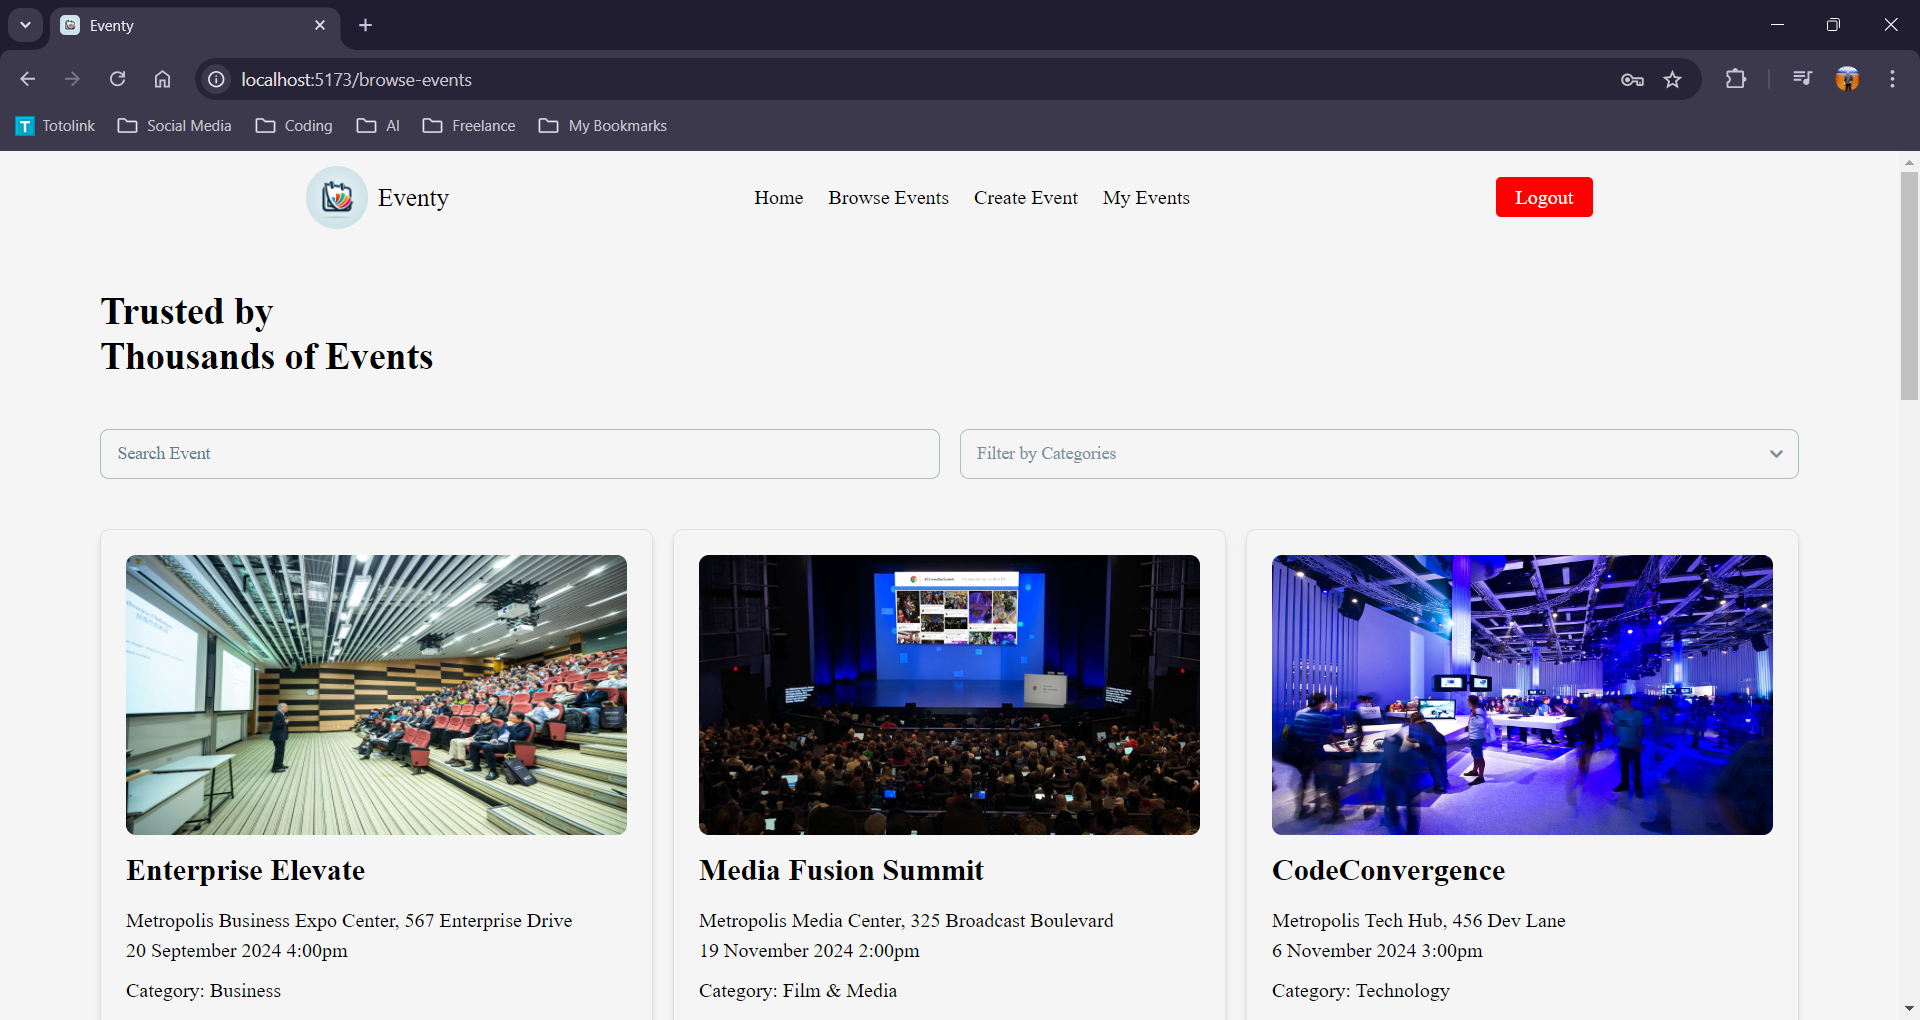 Eventy
localhost:5173/browse-events
T Totolink Social Media Coding AI Freelance My Bookmarks
Eventy Home Browse Events Create Event My Events Logout
Trusted by
Thousands of Events
Search Event
Filter by Categories
Enterprise Elevate
Metropolis Business Expo Center, 567 Enterprise Drive
20 September 2024 4:00pm
Category: Business
Media Fusion Summit
Metropolis Media Center, 325 Broadcast Boulevard
19 November 2024 2:00pm
Category: Film & Media
CodeConvergence
Metropolis Tech Hub, 456 Dev Lane
6 November 2024 3:00pm
Category: Technology